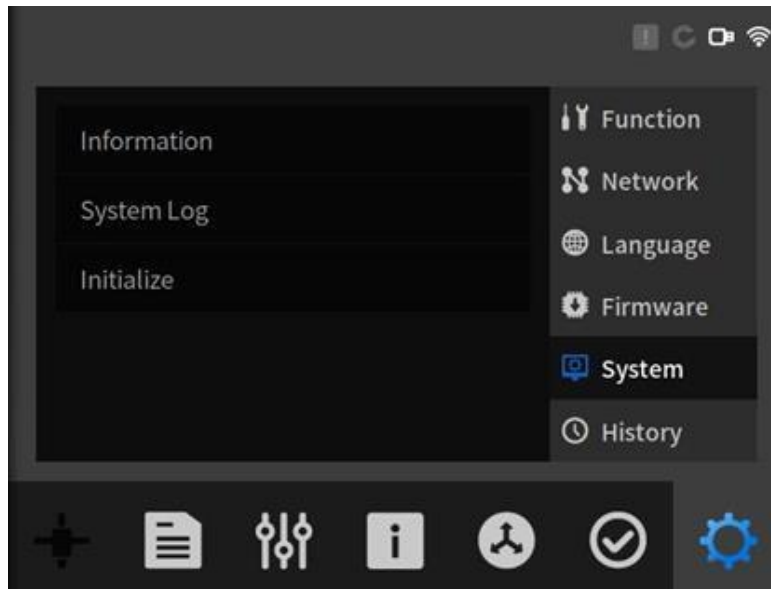 Information
System Log
Initialize
Function
Network
Language
Firmware
System
History